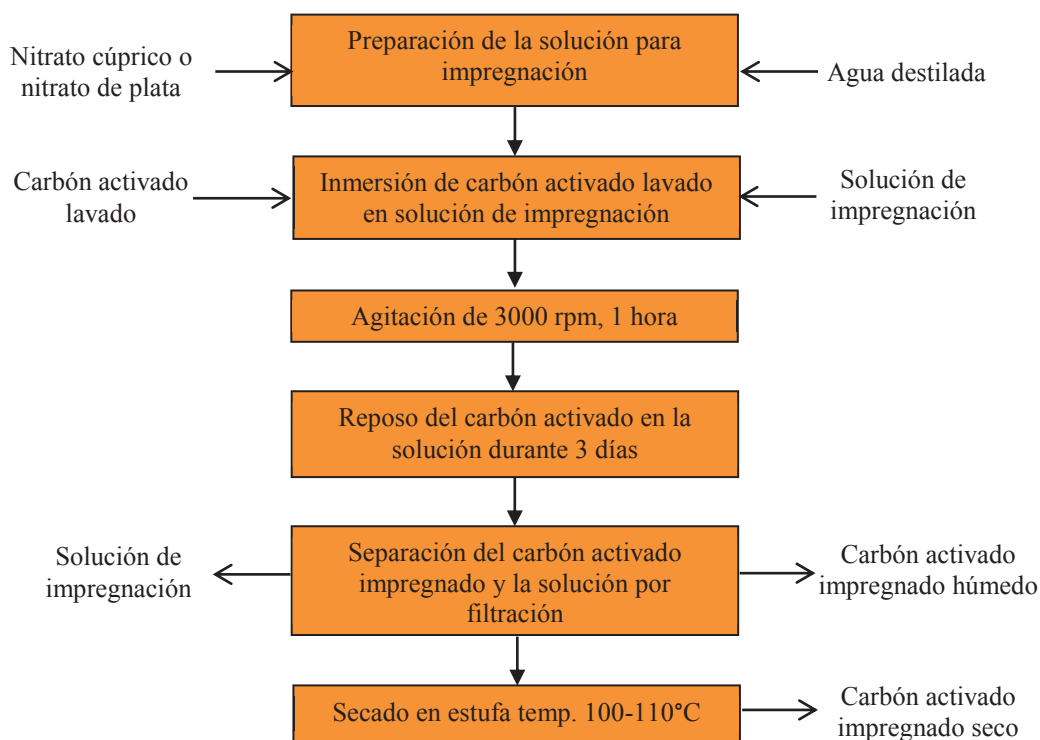 Preparación de la solución para
impregnación
Nitrato cúprico o
nitrato de plata
Agua destilada
Carbón activado
lavado
Inmersión de carbón activado lavado
en solución de impregnación
Solución de
impregnación
Agitación de 3000 rpm, 1 hora
Reposo del carbón activado en la
solución durante 3 días
Solución de
impregnación
Separación del carbón activado
impregnado y la solución por
filtración
Carbón activado
impregnado húmedo
Secado en estufa temp. 100-110°C
Carbón activado
impregnado seco